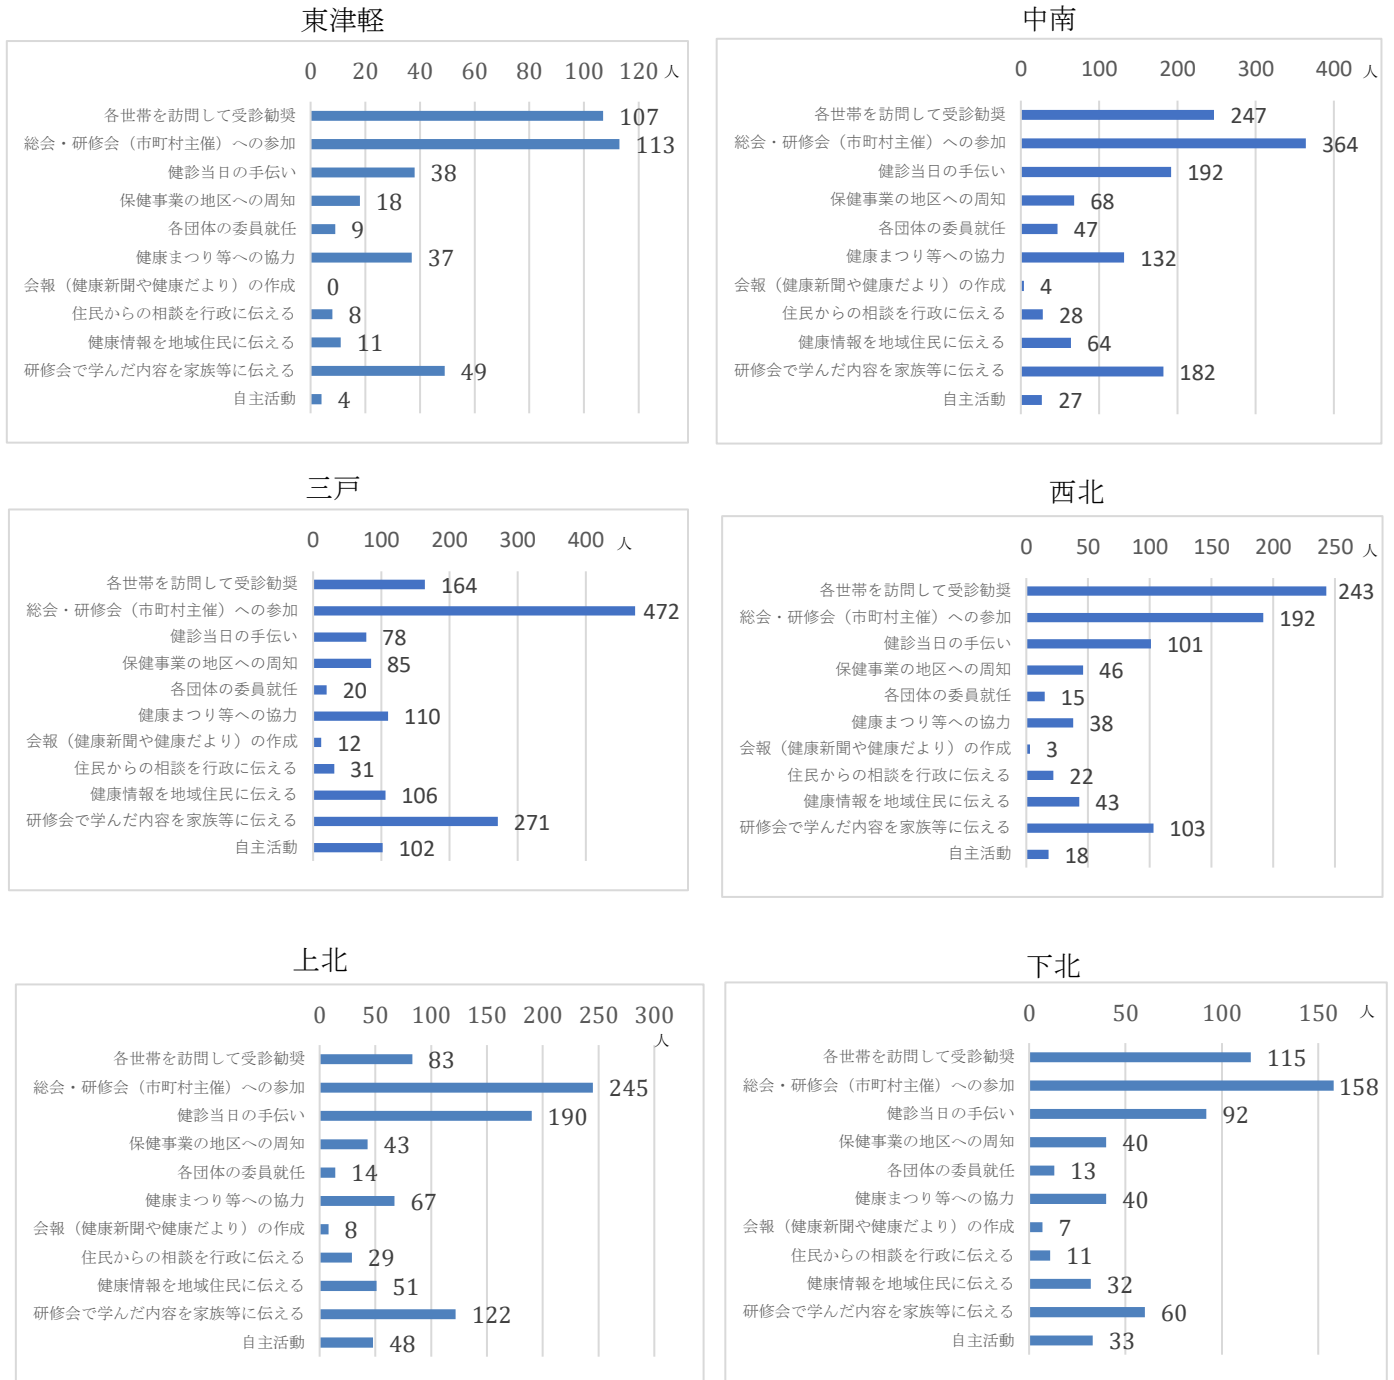 東津軽
0 20 40 60 80 100 120 人
各世帯を訪問して受診勧奨 107
総会・研修会（市町村主催）への参加 113
健診当日の手伝い 38
保健事業の地区への周知 18
各団体の委員就任 9
健康まつり等への協力 37
会報（健康新聞や健康だより）の作成 0
住民からの相談を行政に伝える 8
健康情報を地域住民に伝える 11
研修会で学んだ内容を家族等に伝える 49
自主活動 4
中南
0 100 200 300 400 人
各世帯を訪問して受診勧奨 247
総会・研修会（市町村主催）への参加 364
健診当日の手伝い 192
保健事業の地区への周知 68
各団体の委員就任 47
健康まつり等への協力 132
会報（健康新聞や健康だより）の作成 4
住民からの相談を行政に伝える 28
健康情報を地域住民に伝える 64
研修会で学んだ内容を家族等に伝える 182
自主活動 27
三戸
0 100 200 300 400 人
各世帯を訪問して受診勧奨 164
総会・研修会（市町村主催）への参加 472
健診当日の手伝い 78
保健事業の地区への周知 85
各団体の委員就任 20
健康まつり等への協力 110
会報（健康新聞や健康だより）の作成 12
住民からの相談を行政に伝える 31
健康情報を地域住民に伝える 106
研修会で学んだ内容を家族等に伝える 271
自主活動 102
西北
0 50 100 150 200 250 人
各世帯を訪問して受診勧奨 243
総会・研修会（市町村主催）への参加 192
健診当日の手伝い 101
保健事業の地区への周知 46
各団体の委員就任 15
健康まつり等への協力 38
会報（健康新聞や健康だより）の作成 3
住民からの相談を行政に伝える 22
健康情報を地域住民に伝える 43
研修会で学んだ内容を家族等に伝える 103
自主活動 18
上北
0 50 100 150 200 250 300
人
各世帯を訪問して受診勧奨 83
総会・研修会（市町村主催）への参加 245
健診当日の手伝い 190
保健事業の地区への周知 43
各団体の委員就任 14
健康まつり等への協力 67
会報（健康新聞や健康だより）の作成 8
住民からの相談を行政に伝える 29
健康情報を地域住民に伝える 51
研修会で学んだ内容を家族等に伝える 122
自主活動 48
下北
0 50 100 150 人
各世帯を訪問して受診勧奨 115
総会・研修会（市町村主催）への参加 158
健診当日の手伝い 92
保健事業の地区への周知 40
各団体の委員就任 13
健康まつり等への協力 40
会報（健康新聞や健康だより）の作成 7
住民からの相談を行政に伝える 11
健康情報を地域住民に伝える 32
研修会で学んだ内容を家族等に伝える 60
自主活動 33